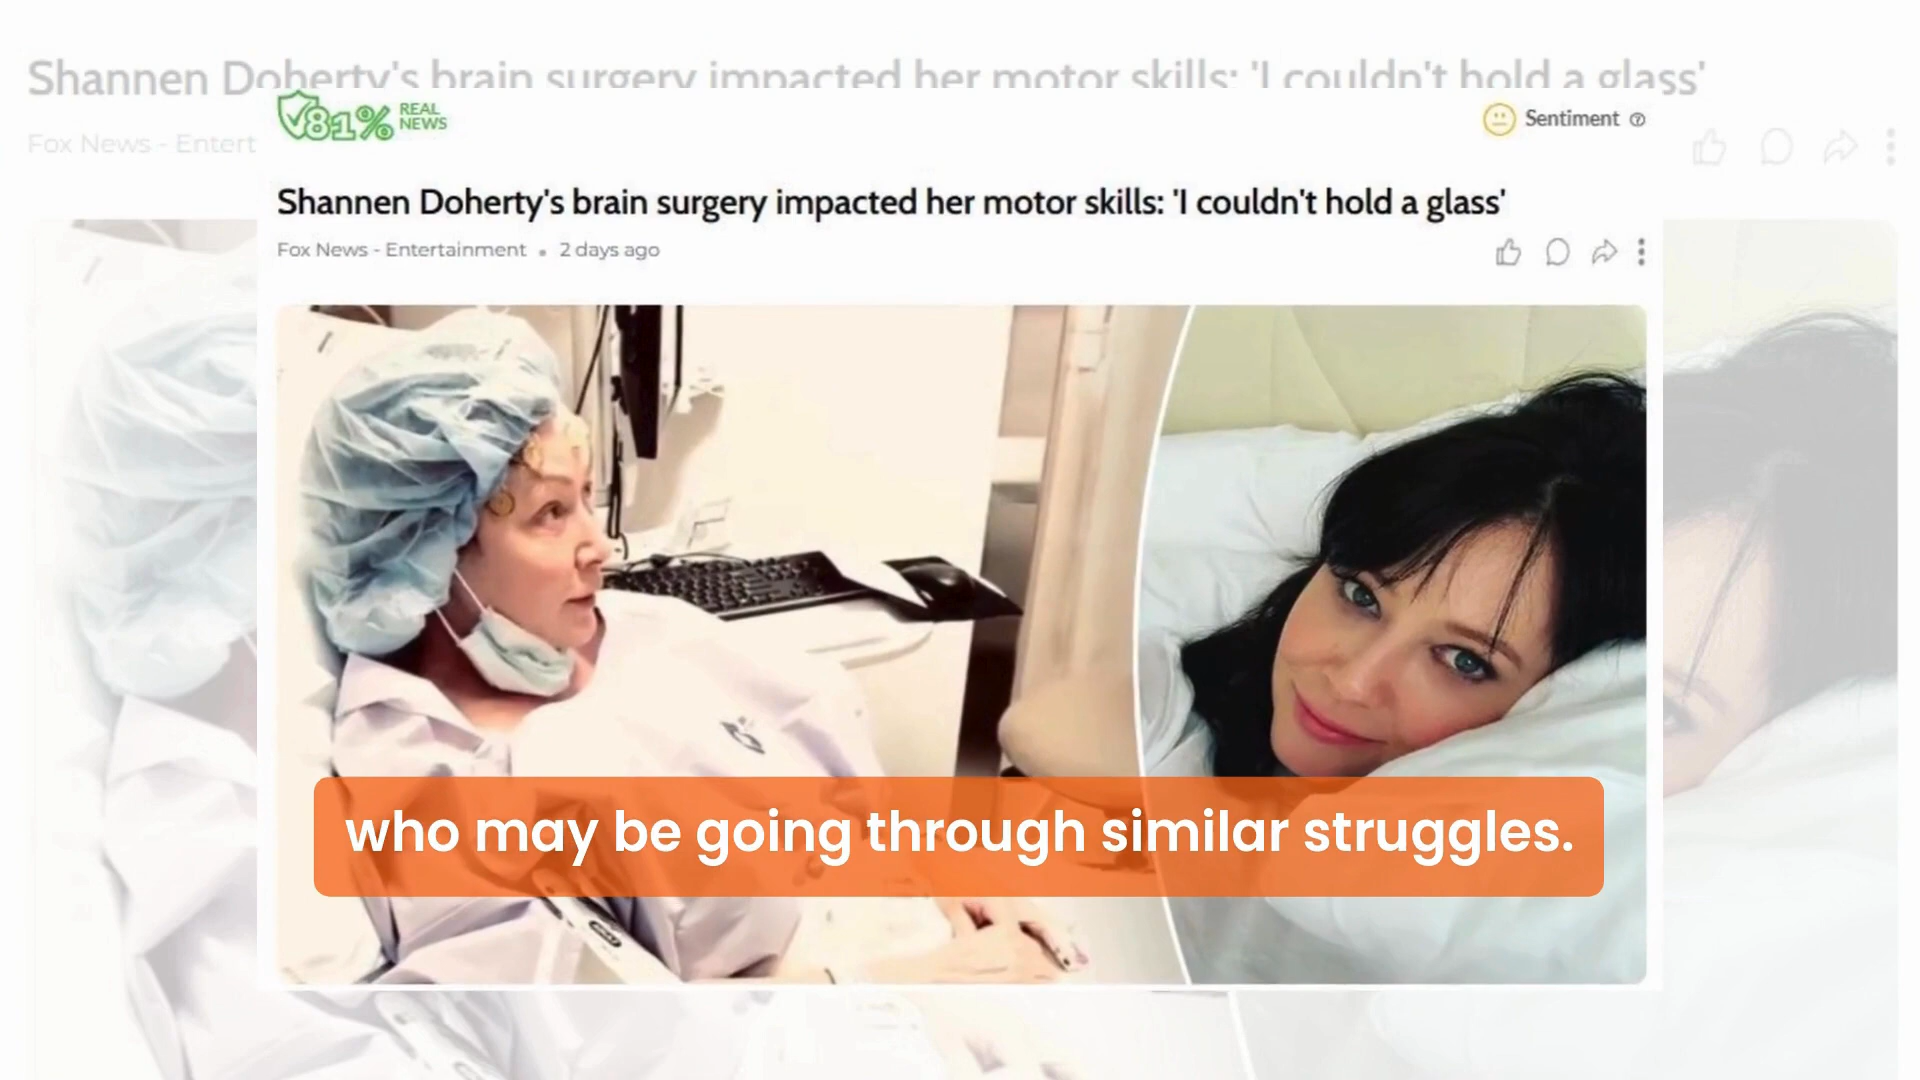 Shannen Doherty's brain surgery impacted her motor skills: 'I couldn't hold a glass'
Fox News - Entert
81% REAL NEWS
Sentiment
Shannen Doherty's brain surgery impacted her motor skills: 'I couldn't hold a glass'
Fox News - Entertainment • 2 days ago
who may be going through similar struggles.